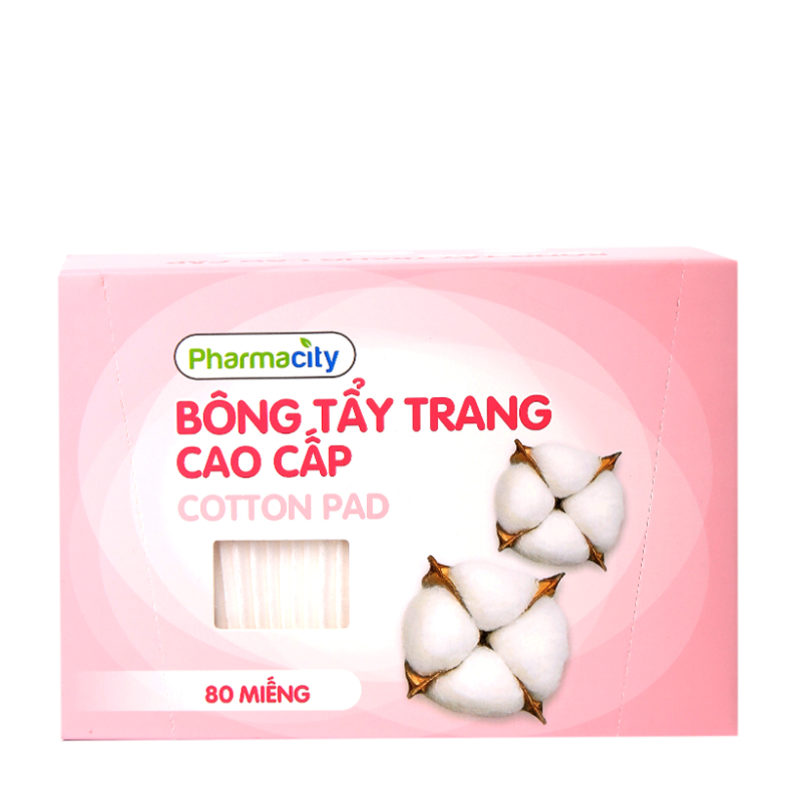 Pharmacity
BÔNG TẨY TRANG
CAO CẤP
COTTON PAD
80 MIẾNG